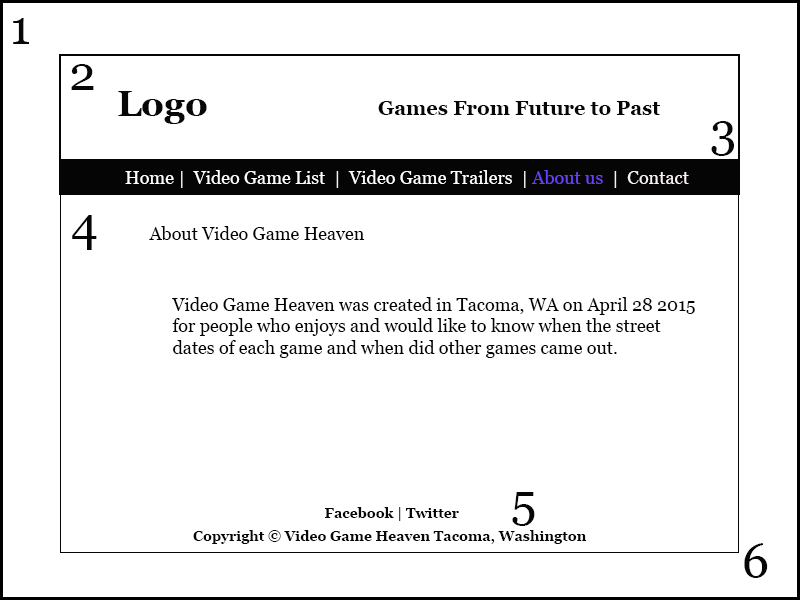 1
2
Logo
Games From Future to Past
3
Home | Video Game List | Video Game Trailers | About us | Contact
4
About Video Game Heaven
Video Game Heaven was created in Tacoma, WA on April 28 2015
for people who enjoys and would like to know when the street
dates of each game and when did other games came out.
5
Facebook | Twitter
Copyright © Video Game Heaven Tacoma, Washington
6